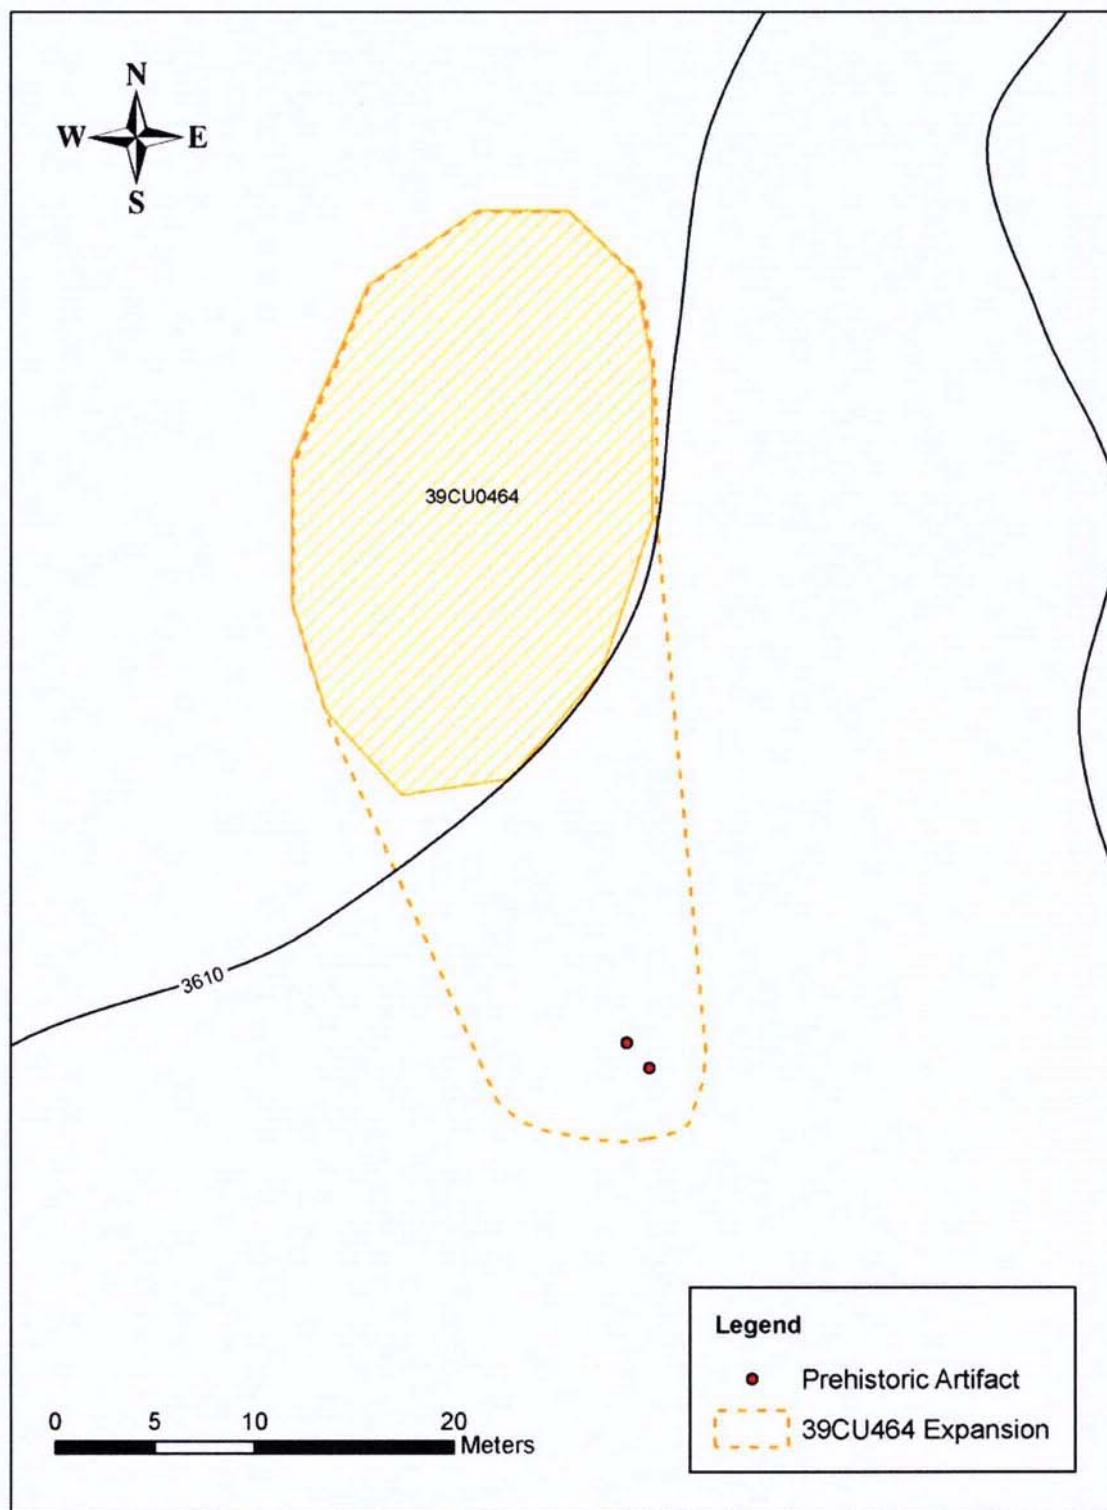 N
W E
S
39CU0464
3610
Legend
Prehistoric Artifact
39CU464 Expansion
0 5 10 20
Meters